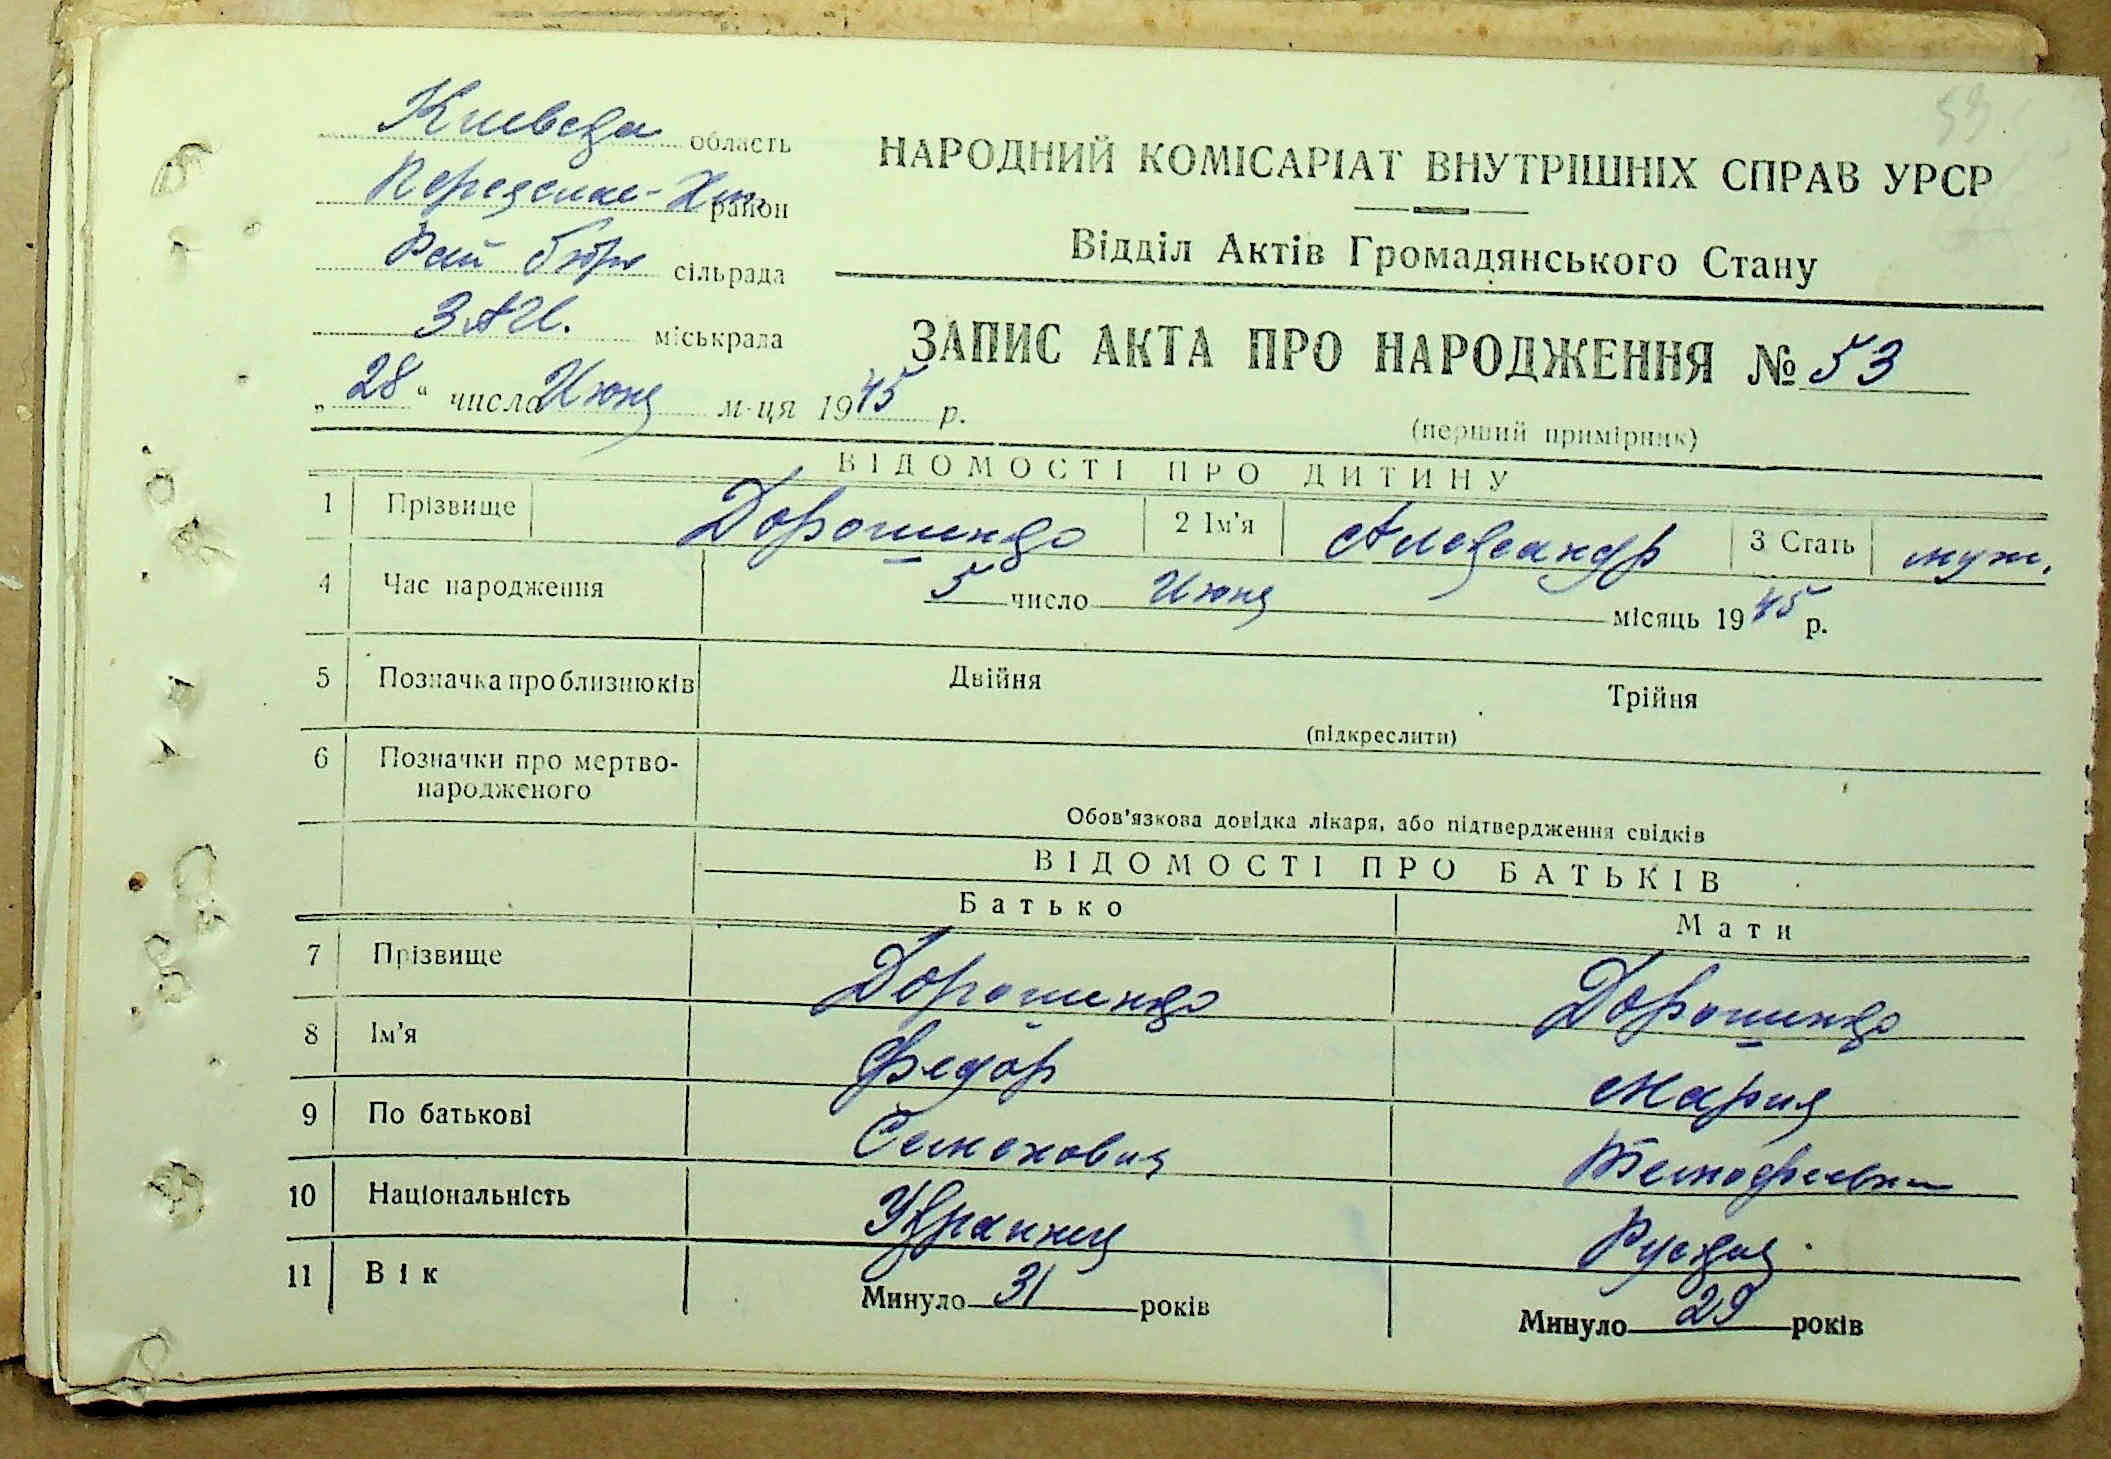 53
Киевская область
Переяслав-Хм. район
Рай бюро сільрада
ЗАГС. міськрада
„28“ число Июня м-ця 1945 р.
НАРОДНИЙ КОМІСАРІАТ ВНУТРІШНІХ СПРАВ УРСР
Відділ Актів Громадянського Стану
ЗАПИС АКТА ПРО НАРОДЖЕННЯ № 53
(перший примірник)
ВІДОМОСТІ ПРО ДИТИНУ
1 Прізвище Дорошенко 2 Ім'я Александр 3 Стать муж.
4 Час народження 5 число Июня місяць 1945 р.
5 Позначка про близнюків Двійня Трійня
(підкреслити)
6 Позначки про мертво-
народженого
Обов'язкова довідка лікаря, або підтвердження свідків
ВІДОМОСТІ ПРО БАТЬКІВ
Батько Мати
7 Прізвище Дорошенко Дорошенко
8 Ім'я Федор Мария
9 По батькові Семенович Тимофеевна
10 Національність Украинец Руская
11 Вік Минуло 31 років Минуло 29 років